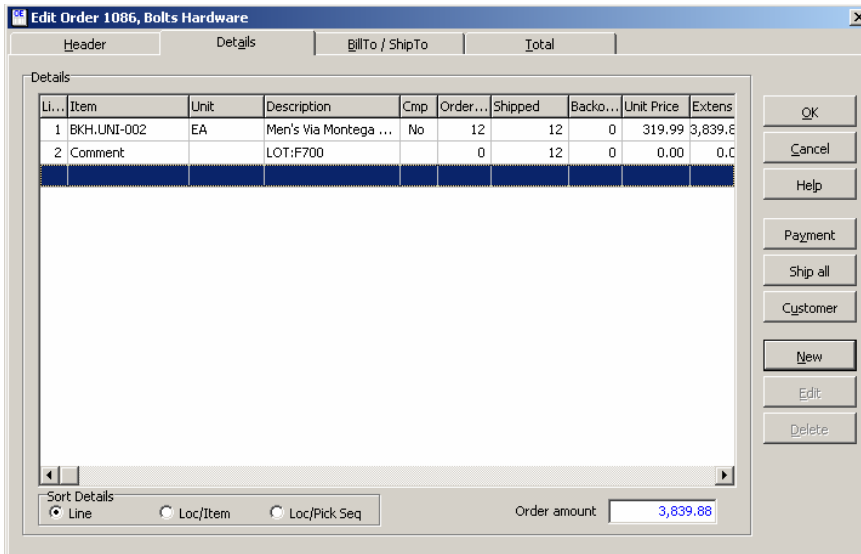 OE Edit Order 1086, Bolts Hardware
Header Details BillTo / ShipTo Total
Details
Li... Item Unit Description Cmp Order... Shipped Backo... Unit Price Extens
1 BKH.UNI-002 EA Men's Via Montega ... No 12 12 0 319.99 3,839.8
2 Comment LOT:F700 0 12 0 0.00 0.0
OK
Cancel
Help
Payment
Ship all
Customer
New
Edit
Delete
Sort Details
Line Loc/Item Loc/Pick Seq Order amount 3,839.88